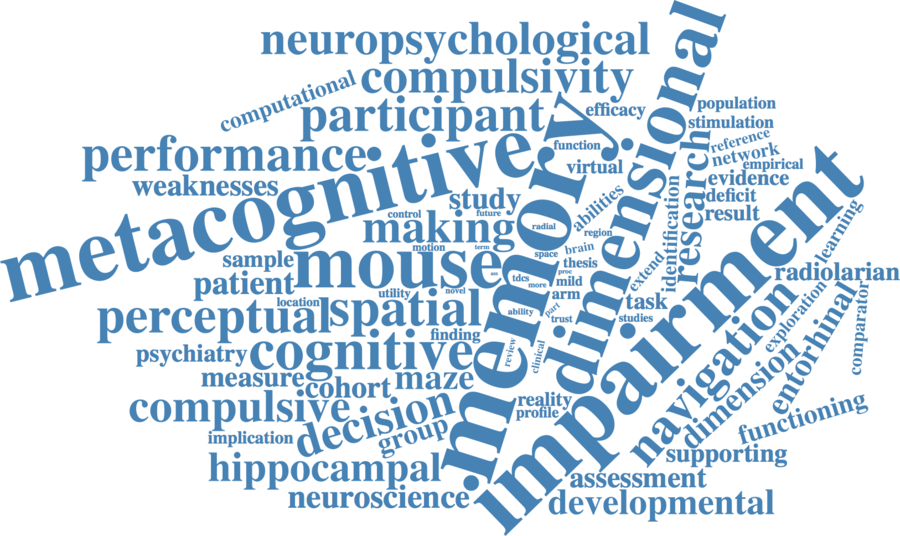 neuropsychological
computational
compulsivity
participant
efficacy
population
stimulation
reference
network
empirical
evidence
deficit
result
performance
weaknesses
metacognitive
memory
dimensional
function
virtual
abilities
study
control
future
radial
region
making
motion
term
space
brain
research
identification
extend
impairment
learning
sample
mouse
patient
thesis
proc
tdcs
more
mild
arm
task
radiolarian
utility
novel
location
perceptual
spatial
ability
part
trust
studies
finding
psychiatry
cognitive
review
clinical
navigation
exploration
entorhinal
comparator
measure
cohort
maze
dimension
compulsive
decision
group
reality
profile
functioning
implication
supporting
hippocampal
assessment
neuroscience
developmental